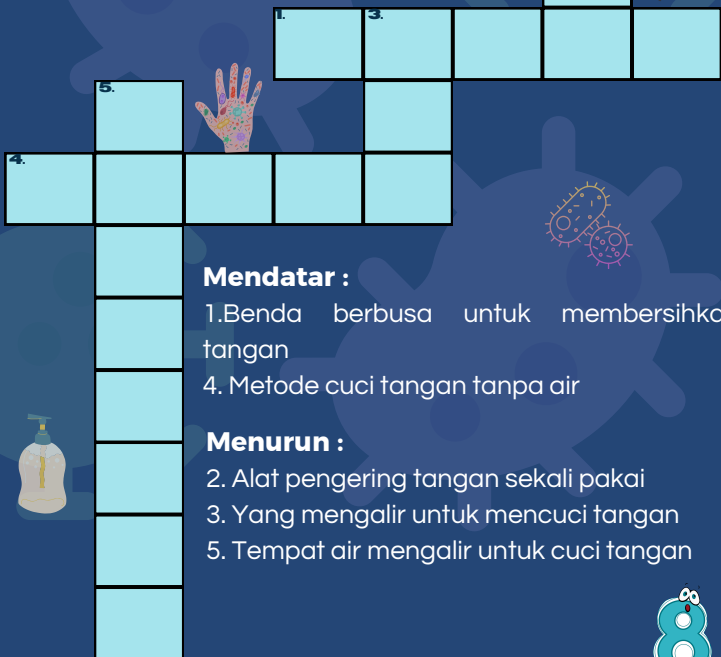 1.
3.
5.
4.
Mendatar :
1.Benda berbusa untuk membersihka
tangan
4. Metode cuci tangan tanpa air
Menurun :
2. Alat pengering tangan sekali pakai
3. Yang mengalir untuk mencuci tangan
5. Tempat air mengalir untuk cuci tangan
8